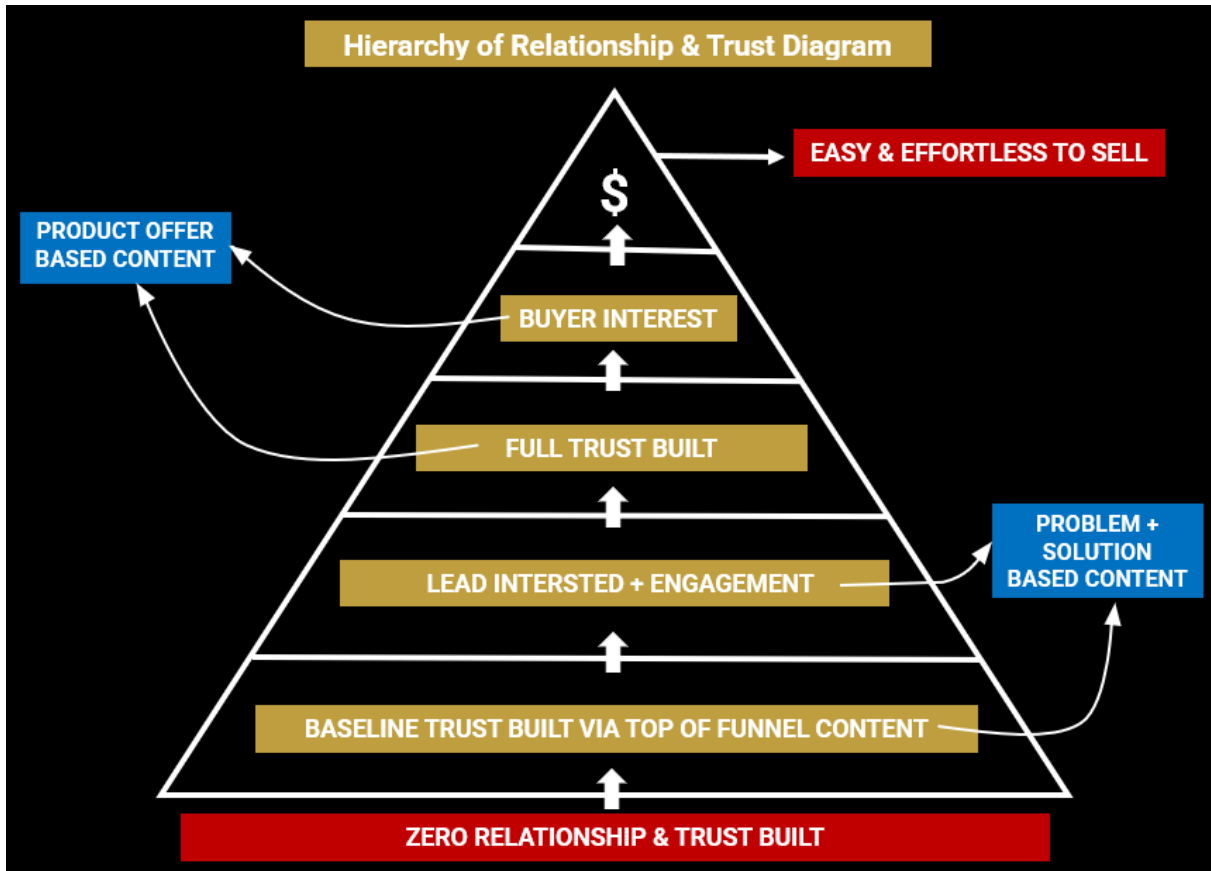 Hierarchy of Relationship & Trust Diagram
EASY & EFFORTLESS TO SELL
$
PRODUCT OFFER
BASED CONTENT
BUYER INTEREST
FULL TRUST BUILT
PROBLEM +
SOLUTION
BASED CONTENT
LEAD INTERSTED + ENGAGEMENT
BASELINE TRUST BUILT VIA TOP OF FUNNEL CONTENT
ZERO RELATIONSHIP & TRUST BUILT